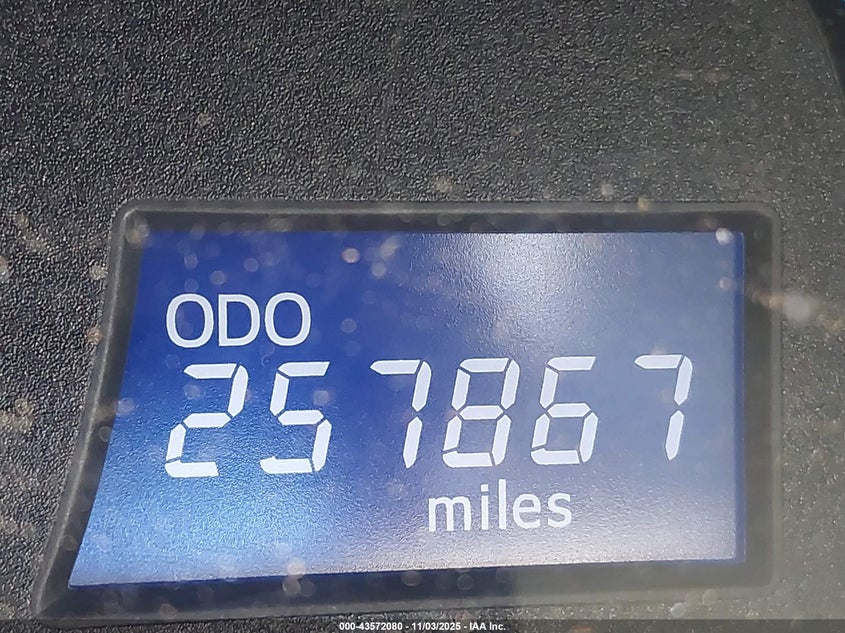 ODO
257867
miles
000-43572080 - 11/03/2025 - IAA Inc.